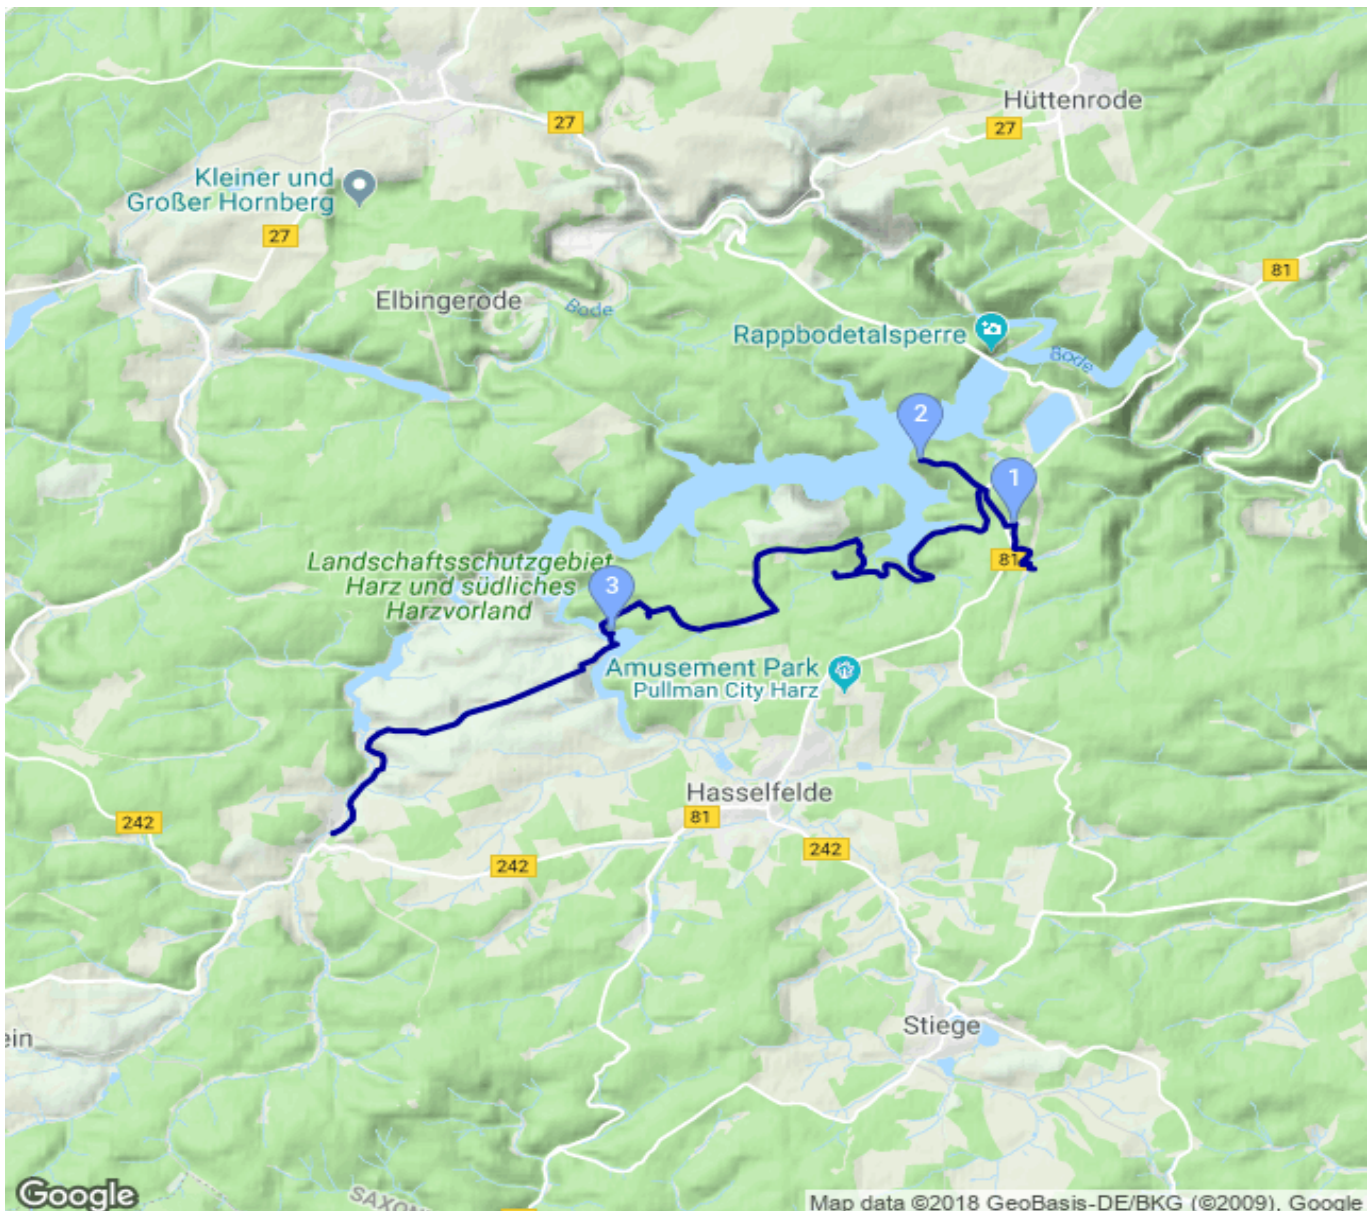 Hüttenrode
27
27
Kleiner und
Großer Hornberg
27
81
Elbingerode
Bode
Rappbodetalsperre
Bode
2
1
Landschaftsschutzgebiet
Harz und südliches
Harzvorland
81
3
Amusement Park
Pullman City Harz
Hasselfelde
242
81
242
242
Stiege
ein
SAXON
Google
Map data ©2018 GeoBasis-DE/BKG (©2009), Google